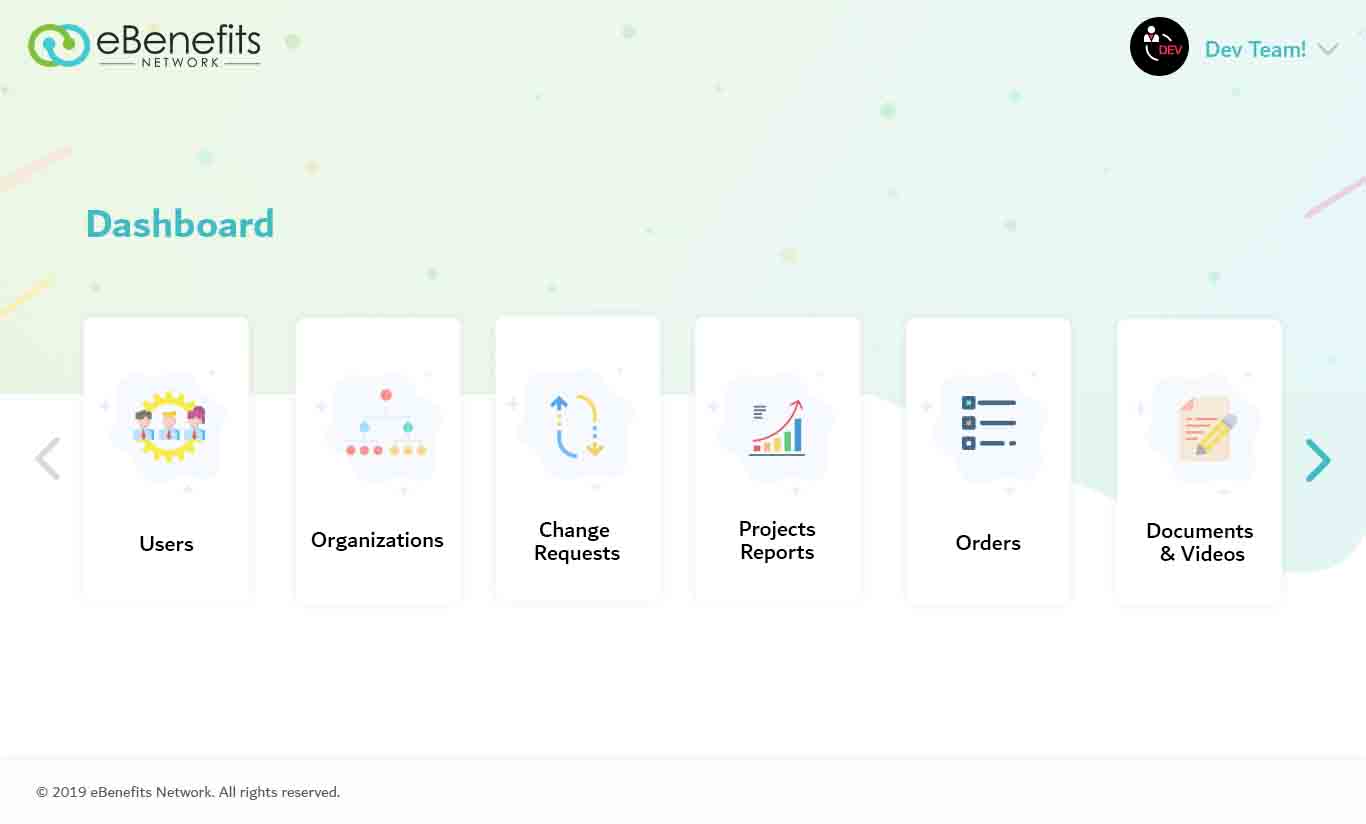 eBenefits
NETWORK
DEV
Dev Team!
Dashboard
Users
Organizations
Change
Requests
Projects
Reports
Orders
Documents
& Videos
© 2019 eBenefits Network. All rights reserved.